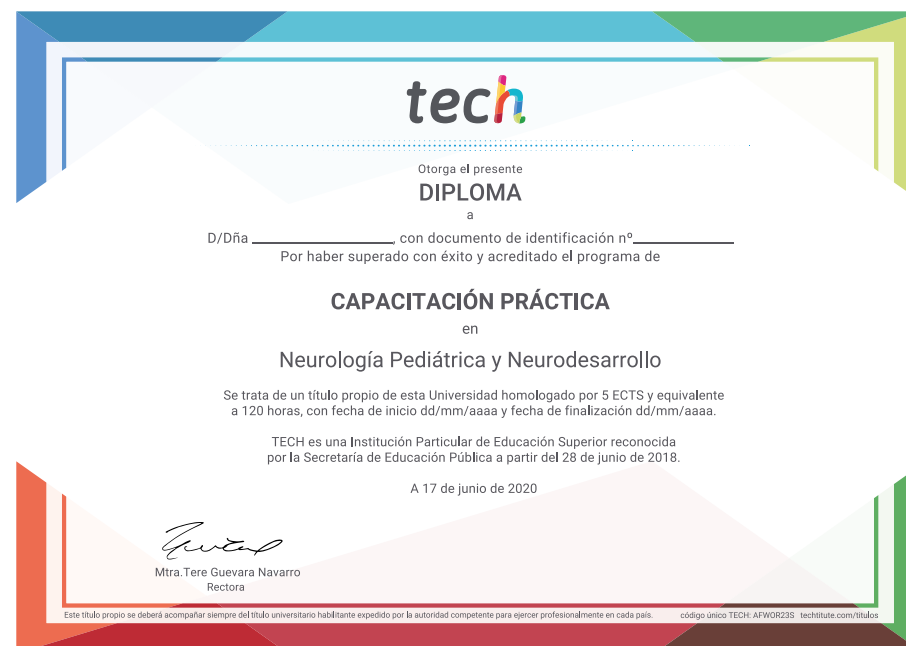 tech
Otorga el presente
DIPLOMA
a
D/Dña ____________________, con documento de identificación nº______________
Por haber superado con éxito y acreditado el programa de
CAPACITACIÓN PRÁCTICA
en
Neurología Pediátrica y Neurodesarrollo
Se trata de un título propio de esta Universidad homologado por 5 ECTS y equivalente
a 120 horas, con fecha de inicio dd/mm/aaaa y fecha de finalización dd/mm/aaaa.
TECH es una Institución Particular de Educación Superior reconocida
por la Secretaría de Educación Pública a partir del 28 de junio de 2018.
A 17 de junio de 2020
Mtra.Tere Guevara Navarro
Rectora
Este título propio se deberá acompañar siempre del título universitario habilitante expedido por la autoridad competente para ejercer profesionalmente en cada país. código único TECH: AFWOR23S techtitute.com/titulos